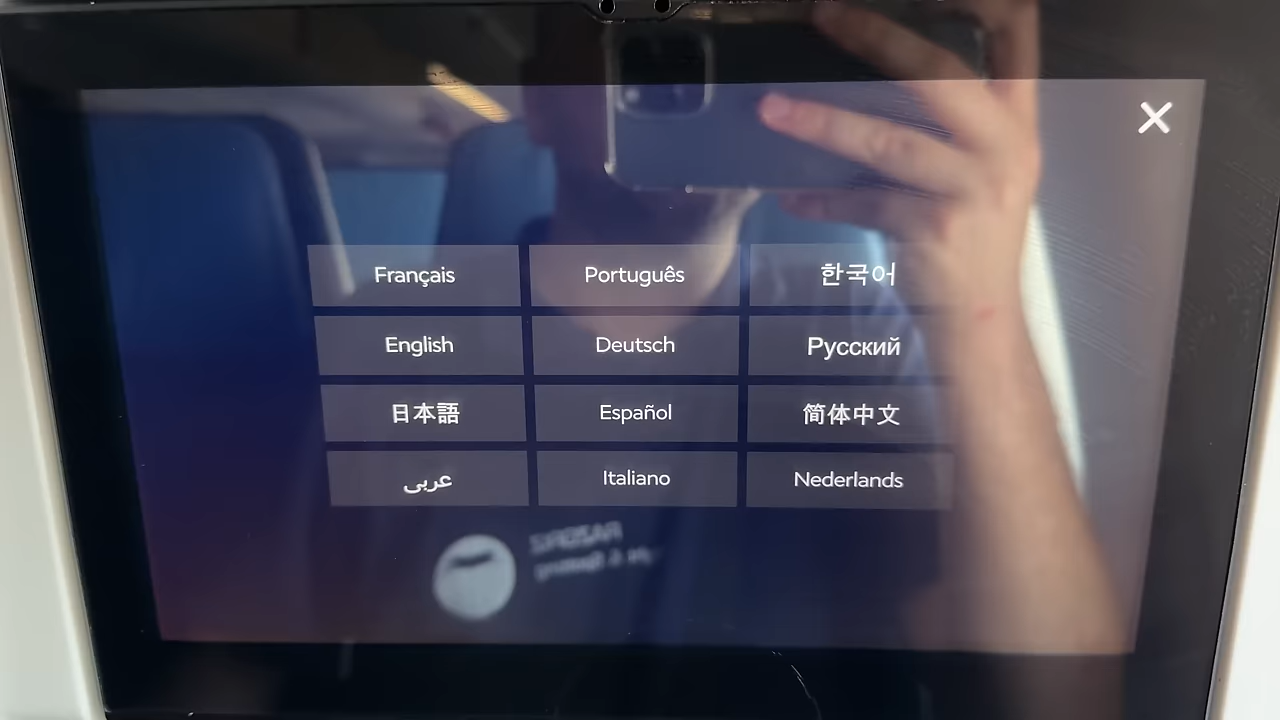 Français Português 한국어
English Deutsch Русский
日本語 Español 简体中文
عربى Italiano Nederlands